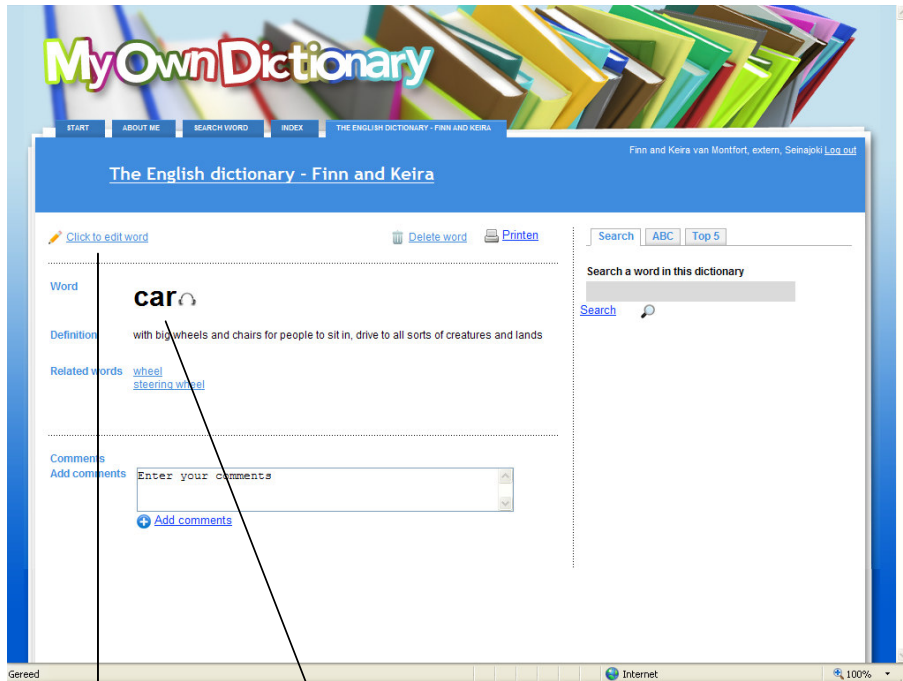 MyOwnDictionary
START ABOUT ME SEARCH WORD INDEX THE ENGLISH DICTIONARY - FINN AND KEIRA
Finn and Keira van Montfort, extern, Seinajoki Log out
The English dictionary - Finn and Keira
Click to edit word Delete word Printen
Word car
Definition with big wheels and chairs for people to sit in, drive to all sorts of creatures and lands
Related words wheel
steering wheel
Comments
Add comments Enter your comments
Add comments
Search ABC Top 5
Search a word in this dictionary
Search
Gereed Internet 100%